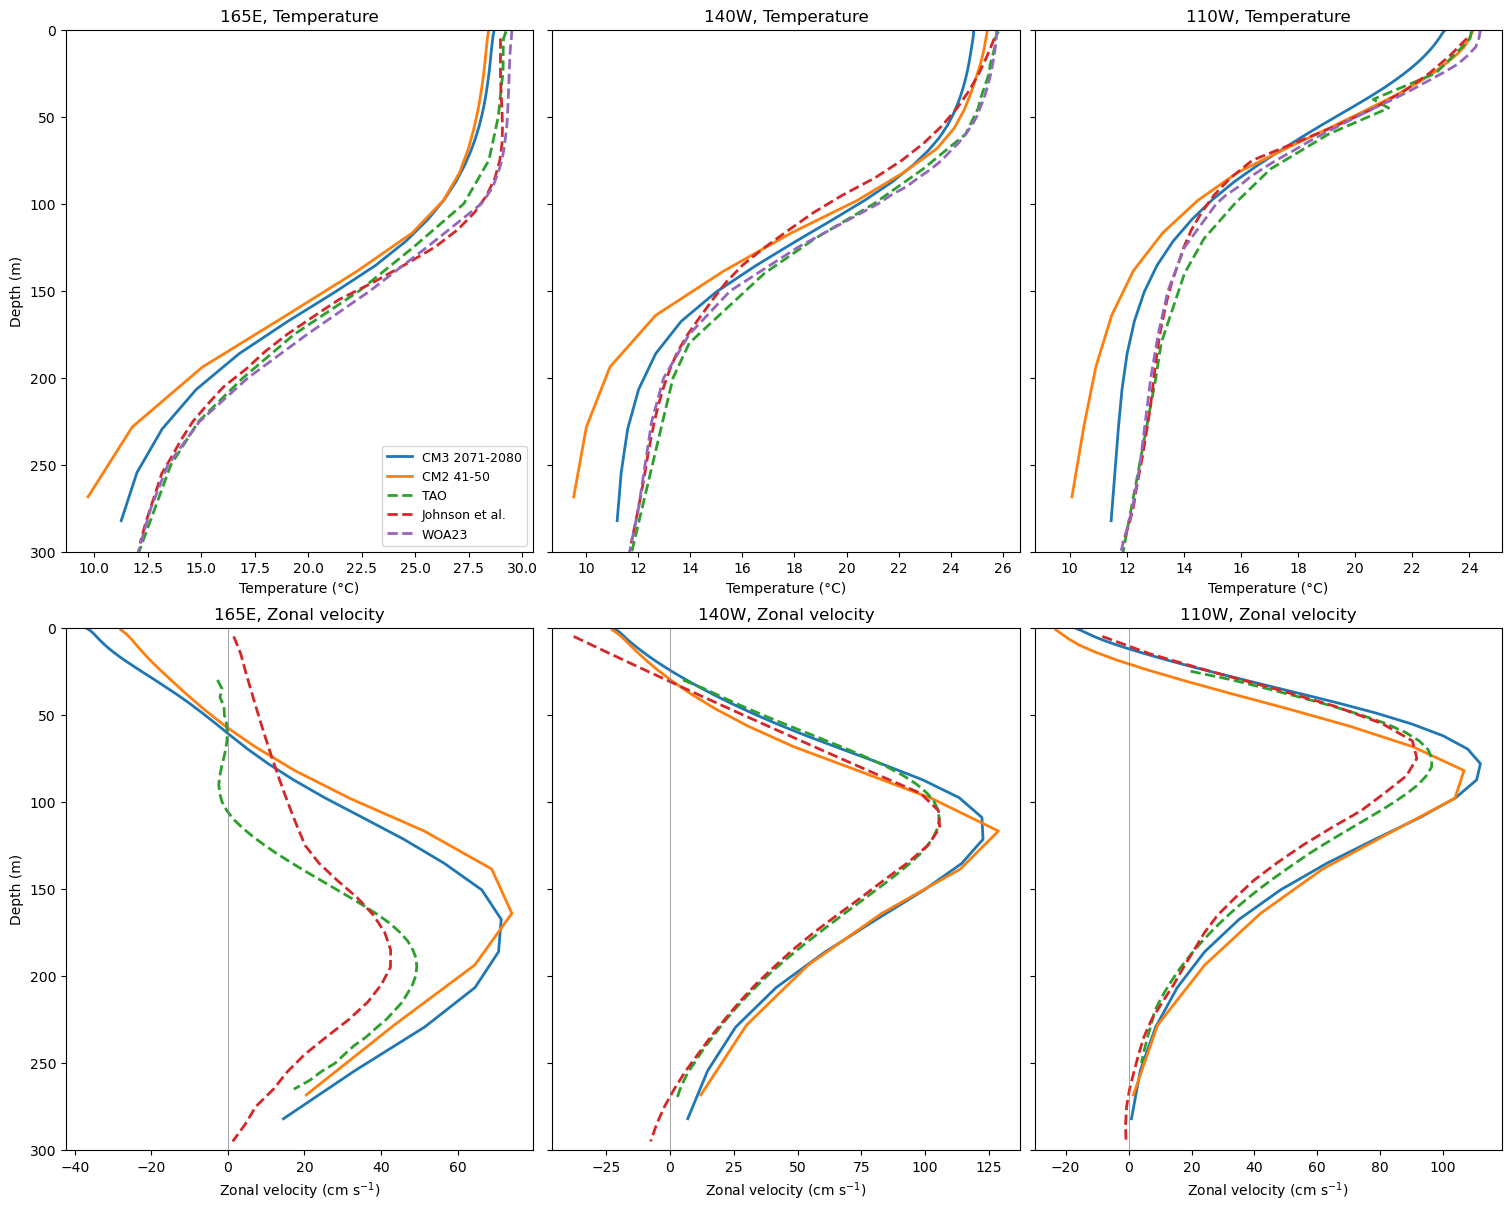 165E, Temperature
140W, Temperature
110W, Temperature
0
50
100
150
200
250
300
Depth (m)
CM3 2071-2080
CM2 41-50
TAO
Johnson et al.
WOA23
10.0 12.5 15.0 17.5 20.0 22.5 25.0 27.5 30.0
10 12 14 16 18 20 22 24 26
10 12 14 16 18 20 22 24
Temperature (°C)
Temperature (°C)
Temperature (°C)
165E, Zonal velocity
140W, Zonal velocity
110W, Zonal velocity
0
50
100
150
200
250
300
Depth (m)
−40 −20 0 20 40 60
−25 0 25 50 75 100 125
−20 0 20 40 60 80 100
Zonal velocity (cm s⁻¹)
Zonal velocity (cm s⁻¹)
Zonal velocity (cm s⁻¹)